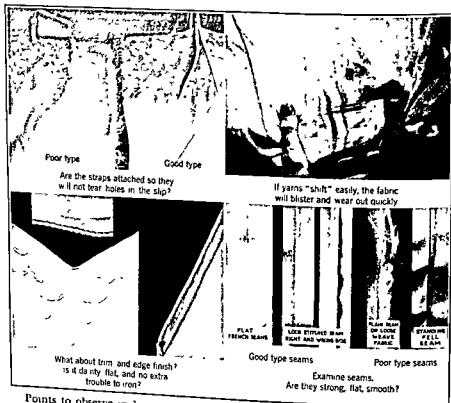 Poor type
Good type
Are the straps attached so they
will not tear holes in the slip?
If yarns "shift" easily, the fabric
will blister and wear out quickly
What about trim and edge finish?
Is it dainty flat, and no extra
trouble to iron?
FLAT
FRENCH SEAMS
LOCK STITCHED SEAM
RIGHT AND WRONG SIDE
PLAIN SEAM
ON LOOSE
WEAVE
FABRIC
STANDING
FELL
SEAM
Good type seams
Poor type seams
Examine seams.
Are they strong, flat, smooth?
Points to observe